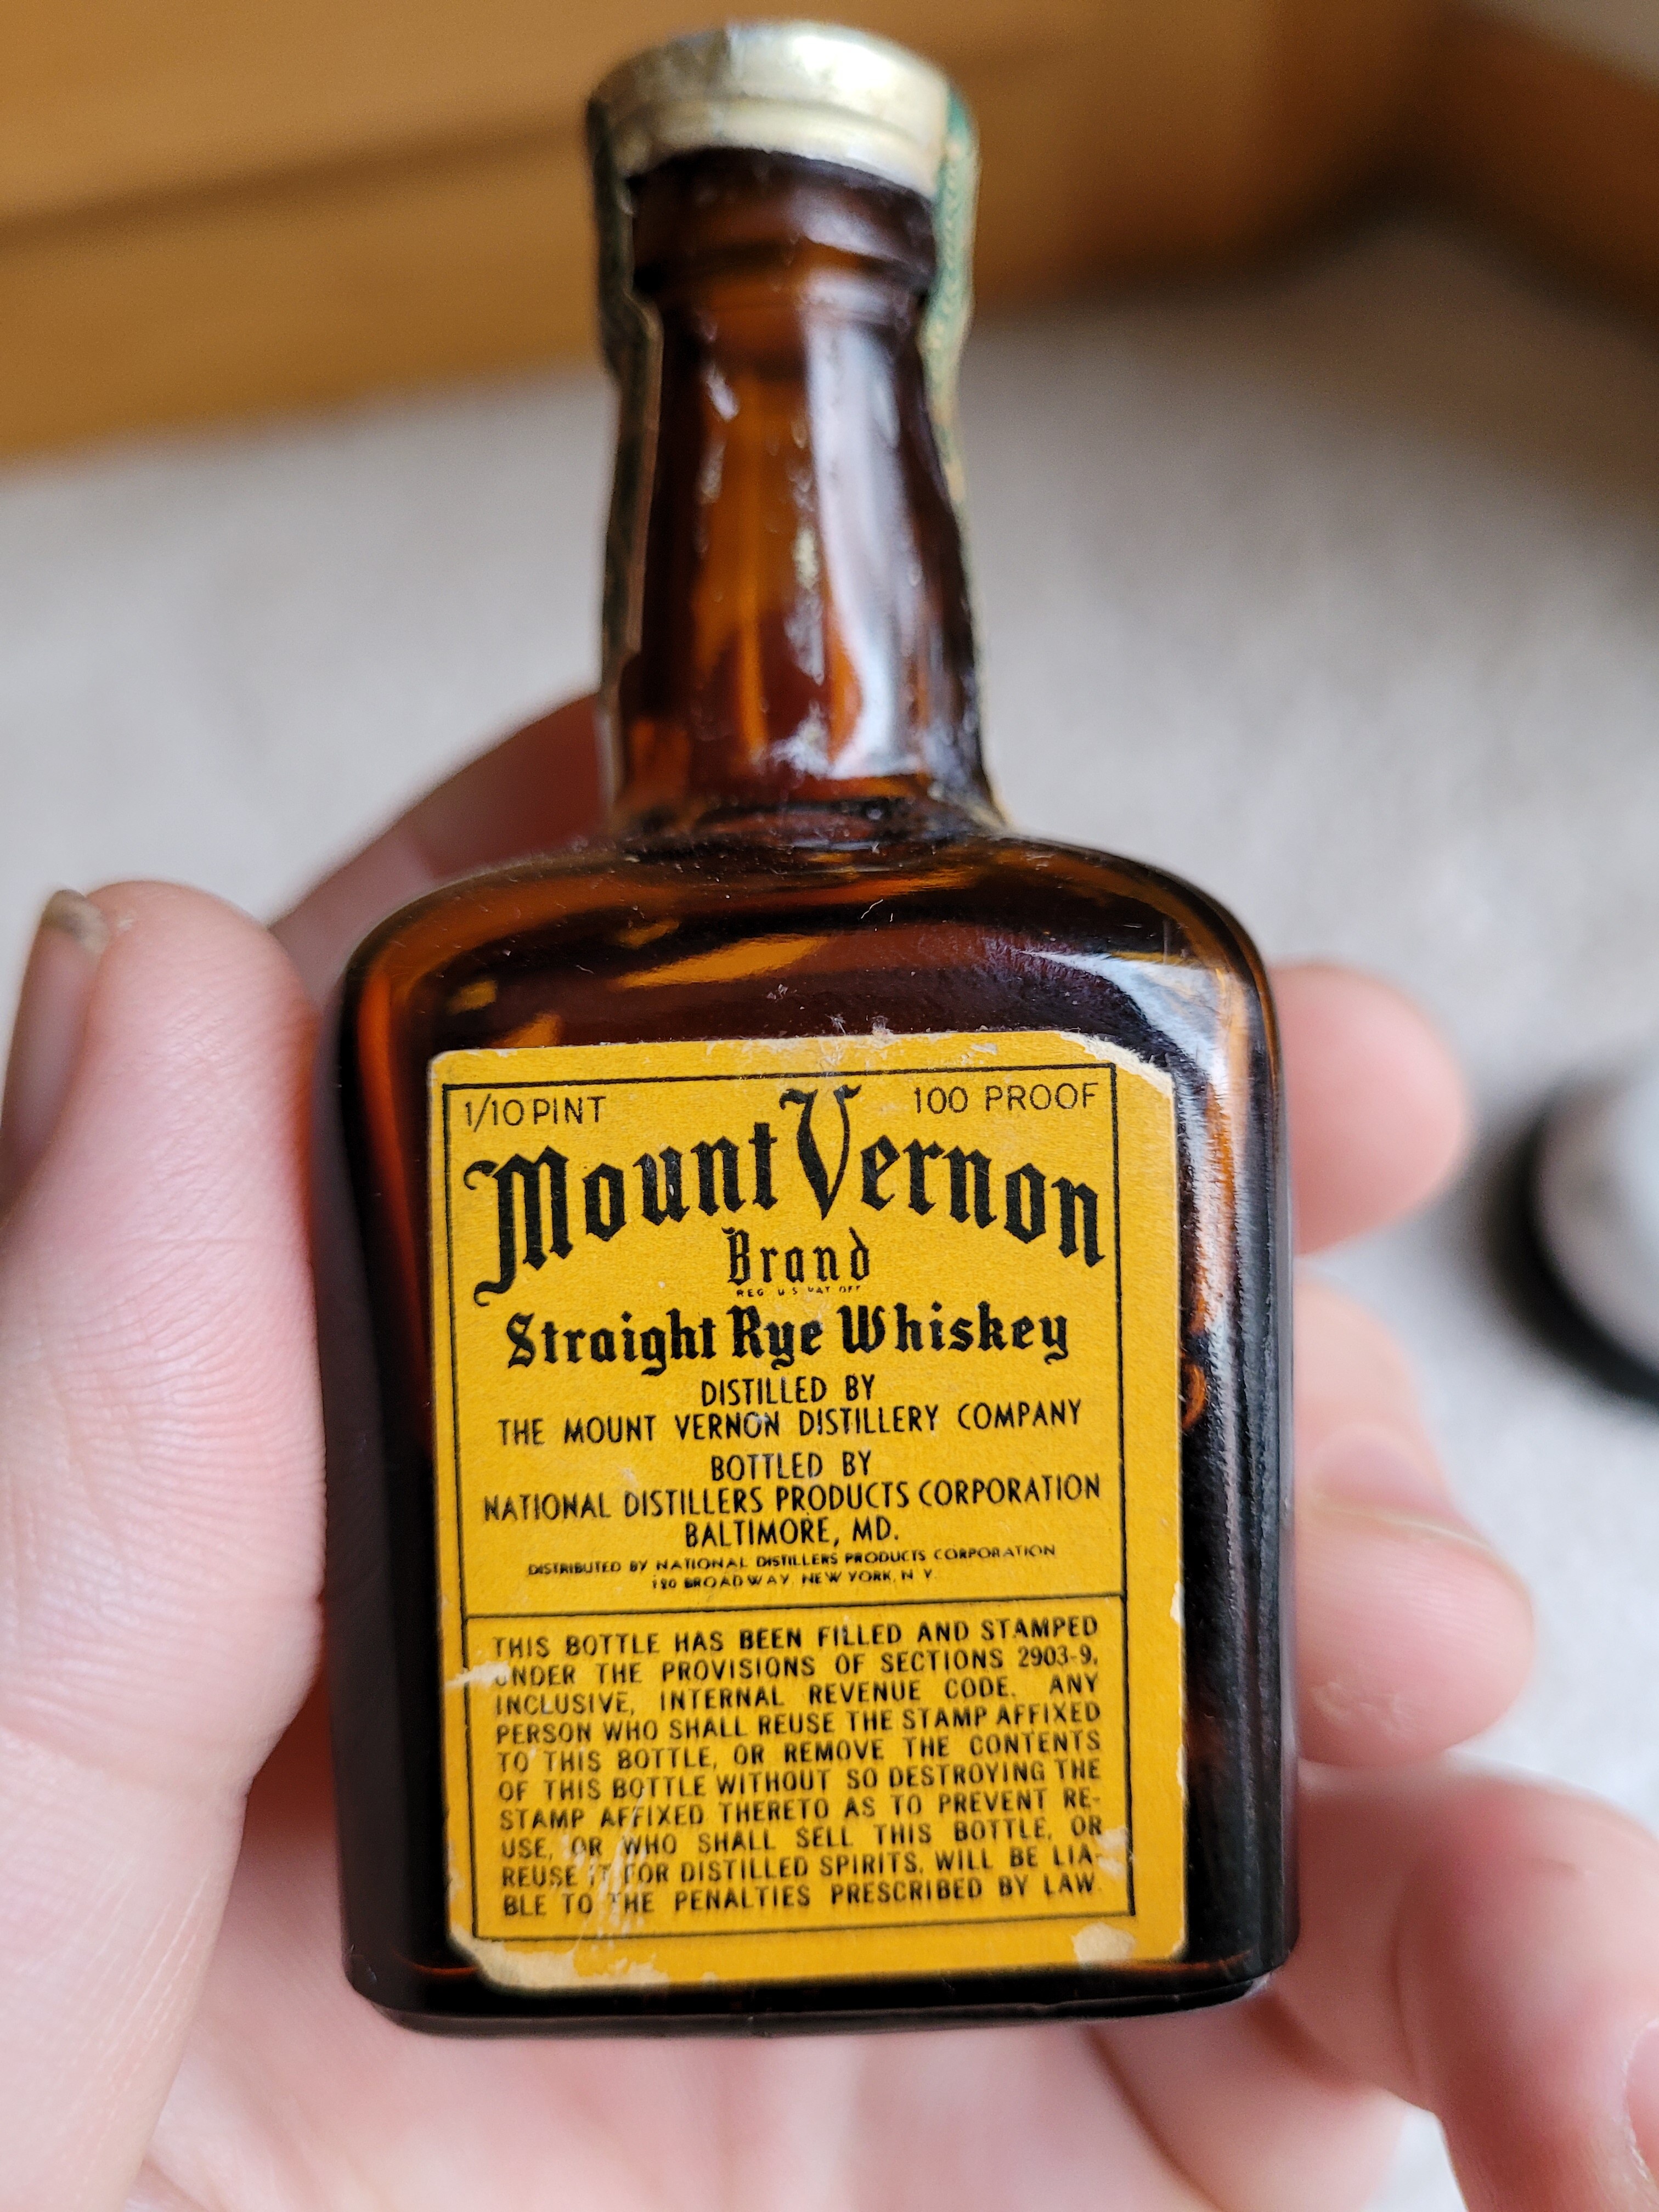 1/10 PINT 100 PROOF
Mount Vernon
Brand
REG. U.S. PAT. OFF.
Straight Rye Whiskey
DISTILLED BY
THE MOUNT VERNON DISTILLERY COMPANY
BOTTLED BY
NATIONAL DISTILLERS PRODUCTS CORPORATION
BALTIMORE, MD.
DISTRIBUTED BY NATIONAL DISTILLERS PRODUCTS CORPORATION
120 BROADWAY, NEW YORK, N.Y.
THIS BOTTLE HAS BEEN FILLED AND STAMPED
UNDER THE PROVISIONS OF SECTIONS 2903-9,
INCLUSIVE, INTERNAL REVENUE CODE. ANY
PERSON WHO SHALL REUSE THE STAMP AFFIXED
TO THIS BOTTLE, OR REMOVE THE CONTENTS
OF THIS BOTTLE WITHOUT SO DESTROYING THE
STAMP AFFIXED THERETO AS TO PREVENT RE-
USE, OR WHO SHALL SELL THIS BOTTLE, OR
REUSE IT FOR DISTILLED SPIRITS, WILL BE LIA-
BLE TO THE PENALTIES PRESCRIBED BY LAW.